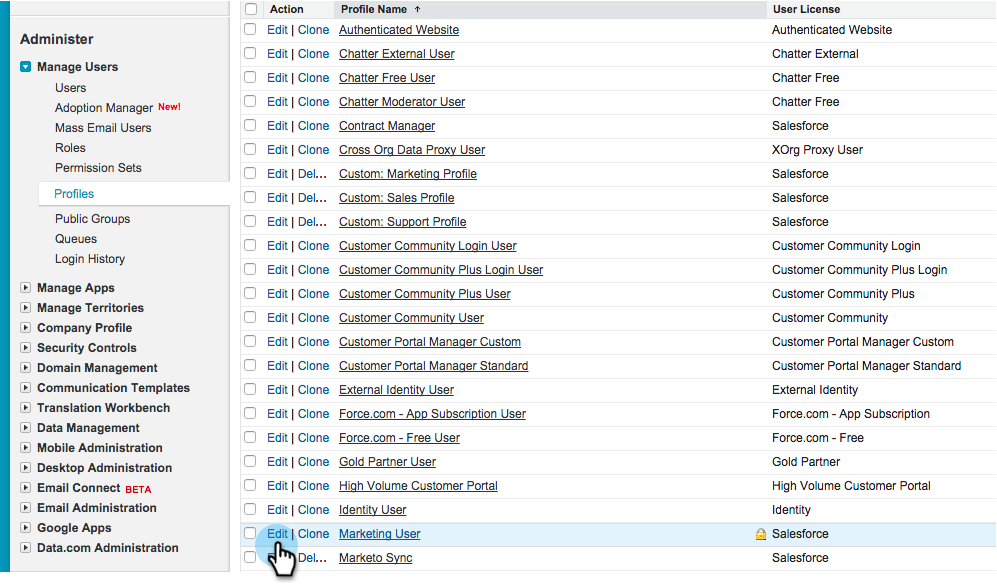 Administer
Manage Users
Users
Adoption Manager New!
Mass Email Users
Roles
Permission Sets
Profiles
Public Groups
Queues
Login History
Manage Apps
Manage Territories
Company Profile
Security Controls
Domain Management
Communication Templates
Translation Workbench
Data Management
Mobile Administration
Desktop Administration
Email Connect BETA
Email Administration
Google Apps
Data.com Administration
Action Profile Name ↑ User License
Edit | Clone Authenticated Website Authenticated Website
Edit | Clone Chatter External User Chatter External
Edit | Clone Chatter Free User Chatter Free
Edit | Clone Chatter Moderator User Chatter Free
Edit | Clone Contract Manager Salesforce
Edit | Clone Cross Org Data Proxy User XOrg Proxy User
Edit | Del... Custom: Marketing Profile Salesforce
Edit | Del... Custom: Sales Profile Salesforce
Edit | Del... Custom: Support Profile Salesforce
Edit | Clone Customer Community Login User Customer Community Login
Edit | Clone Customer Community Plus Login User Customer Community Plus Login
Edit | Clone Customer Community Plus User Customer Community Plus
Edit | Clone Customer Community User Customer Community
Edit | Clone Customer Portal Manager Custom Customer Portal Manager Custom
Edit | Clone Customer Portal Manager Standard Customer Portal Manager Standard
Edit | Clone External Identity User External Identity
Edit | Clone Force.com - App Subscription User Force.com - App Subscription
Edit | Clone Force.com - Free User Force.com - Free
Edit | Clone Gold Partner User Gold Partner
Edit | Clone High Volume Customer Portal High Volume Customer Portal
Edit | Clone Identity User Identity
Edit | Clone Marketing User Salesforce
Del... Marketo Sync Salesforce